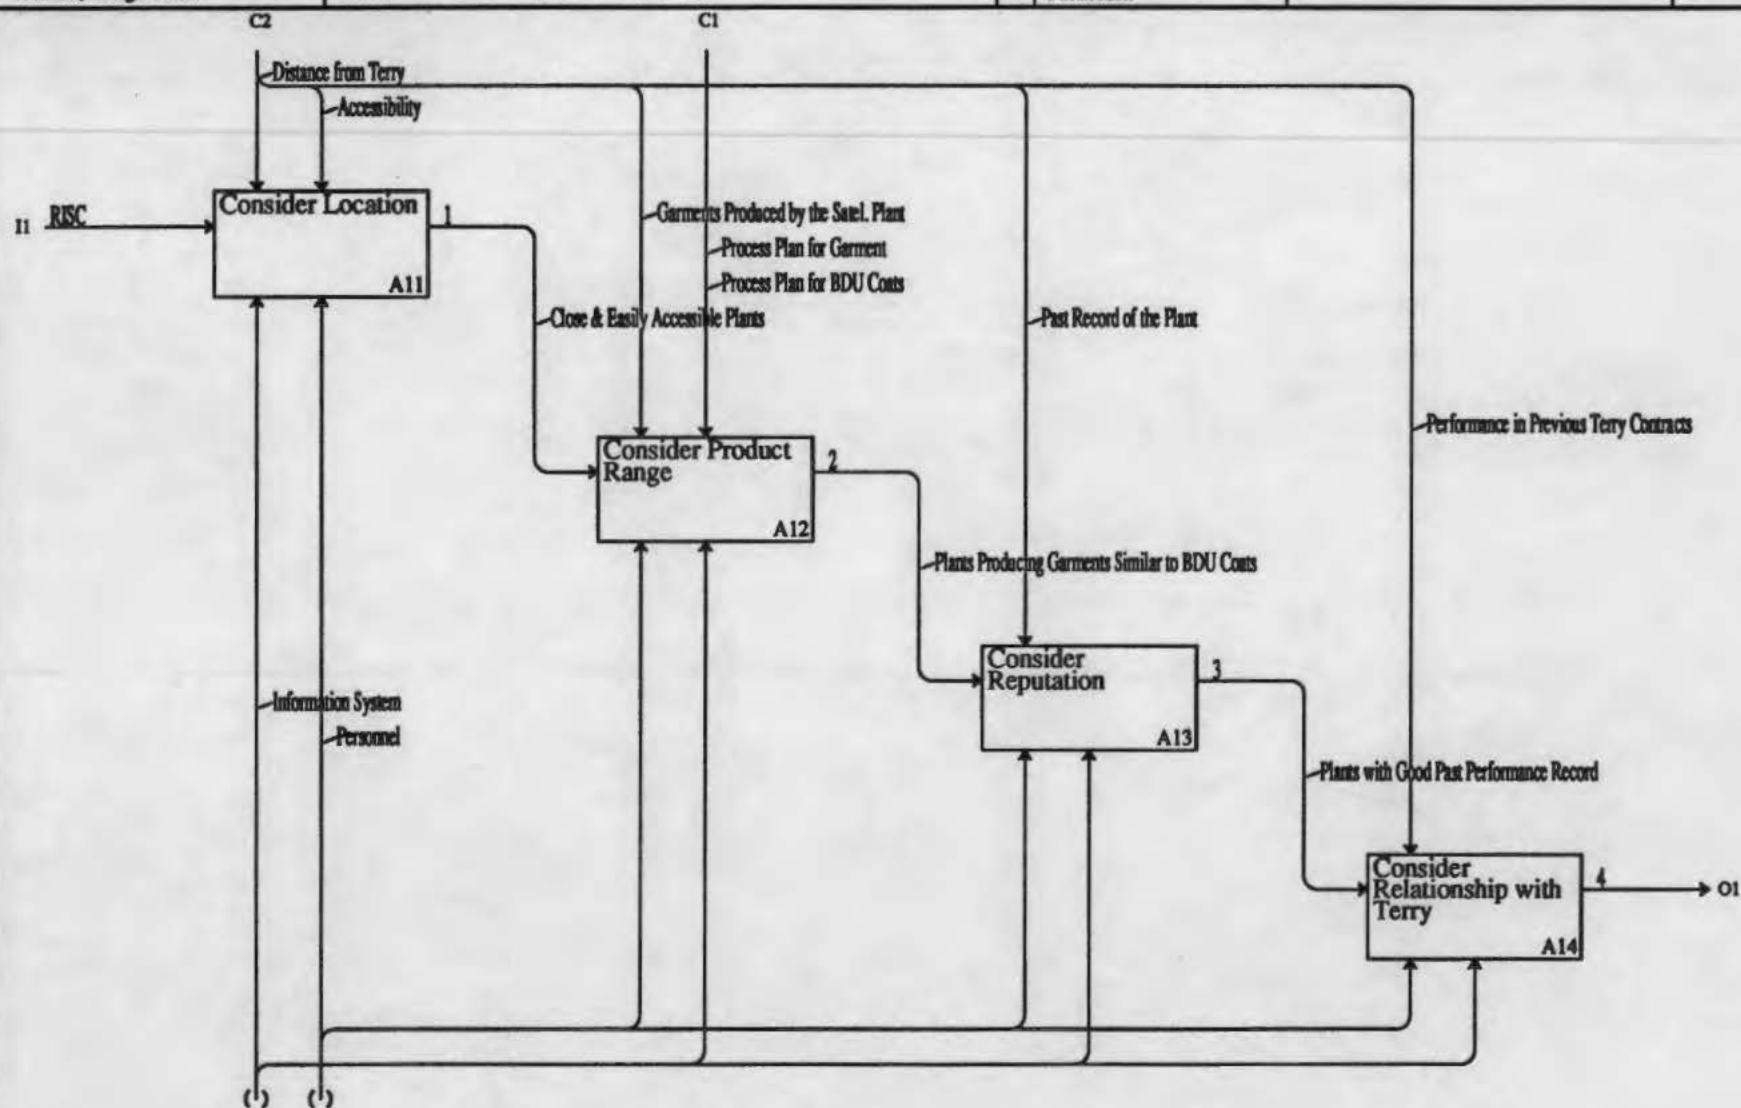 C2
C1
Distance from Terry
Accessibility
I1
RISC
Consider Location
A11
1
Garments Produced by the Satel. Plant
Process Plan for Garment
Process Plan for BDU Coats
Close & Easily Accessible Plants
Past Record of the Plant
Performance in Previous Terry Contracts
Consider Product
Range
A12
2
Plants Producing Garments Similar to BDU Coats
Consider
Reputation
A13
3
Information System
Personnel
Plants with Good Past Performance Record
Consider
Relationship with
Terry
A14
4
O1